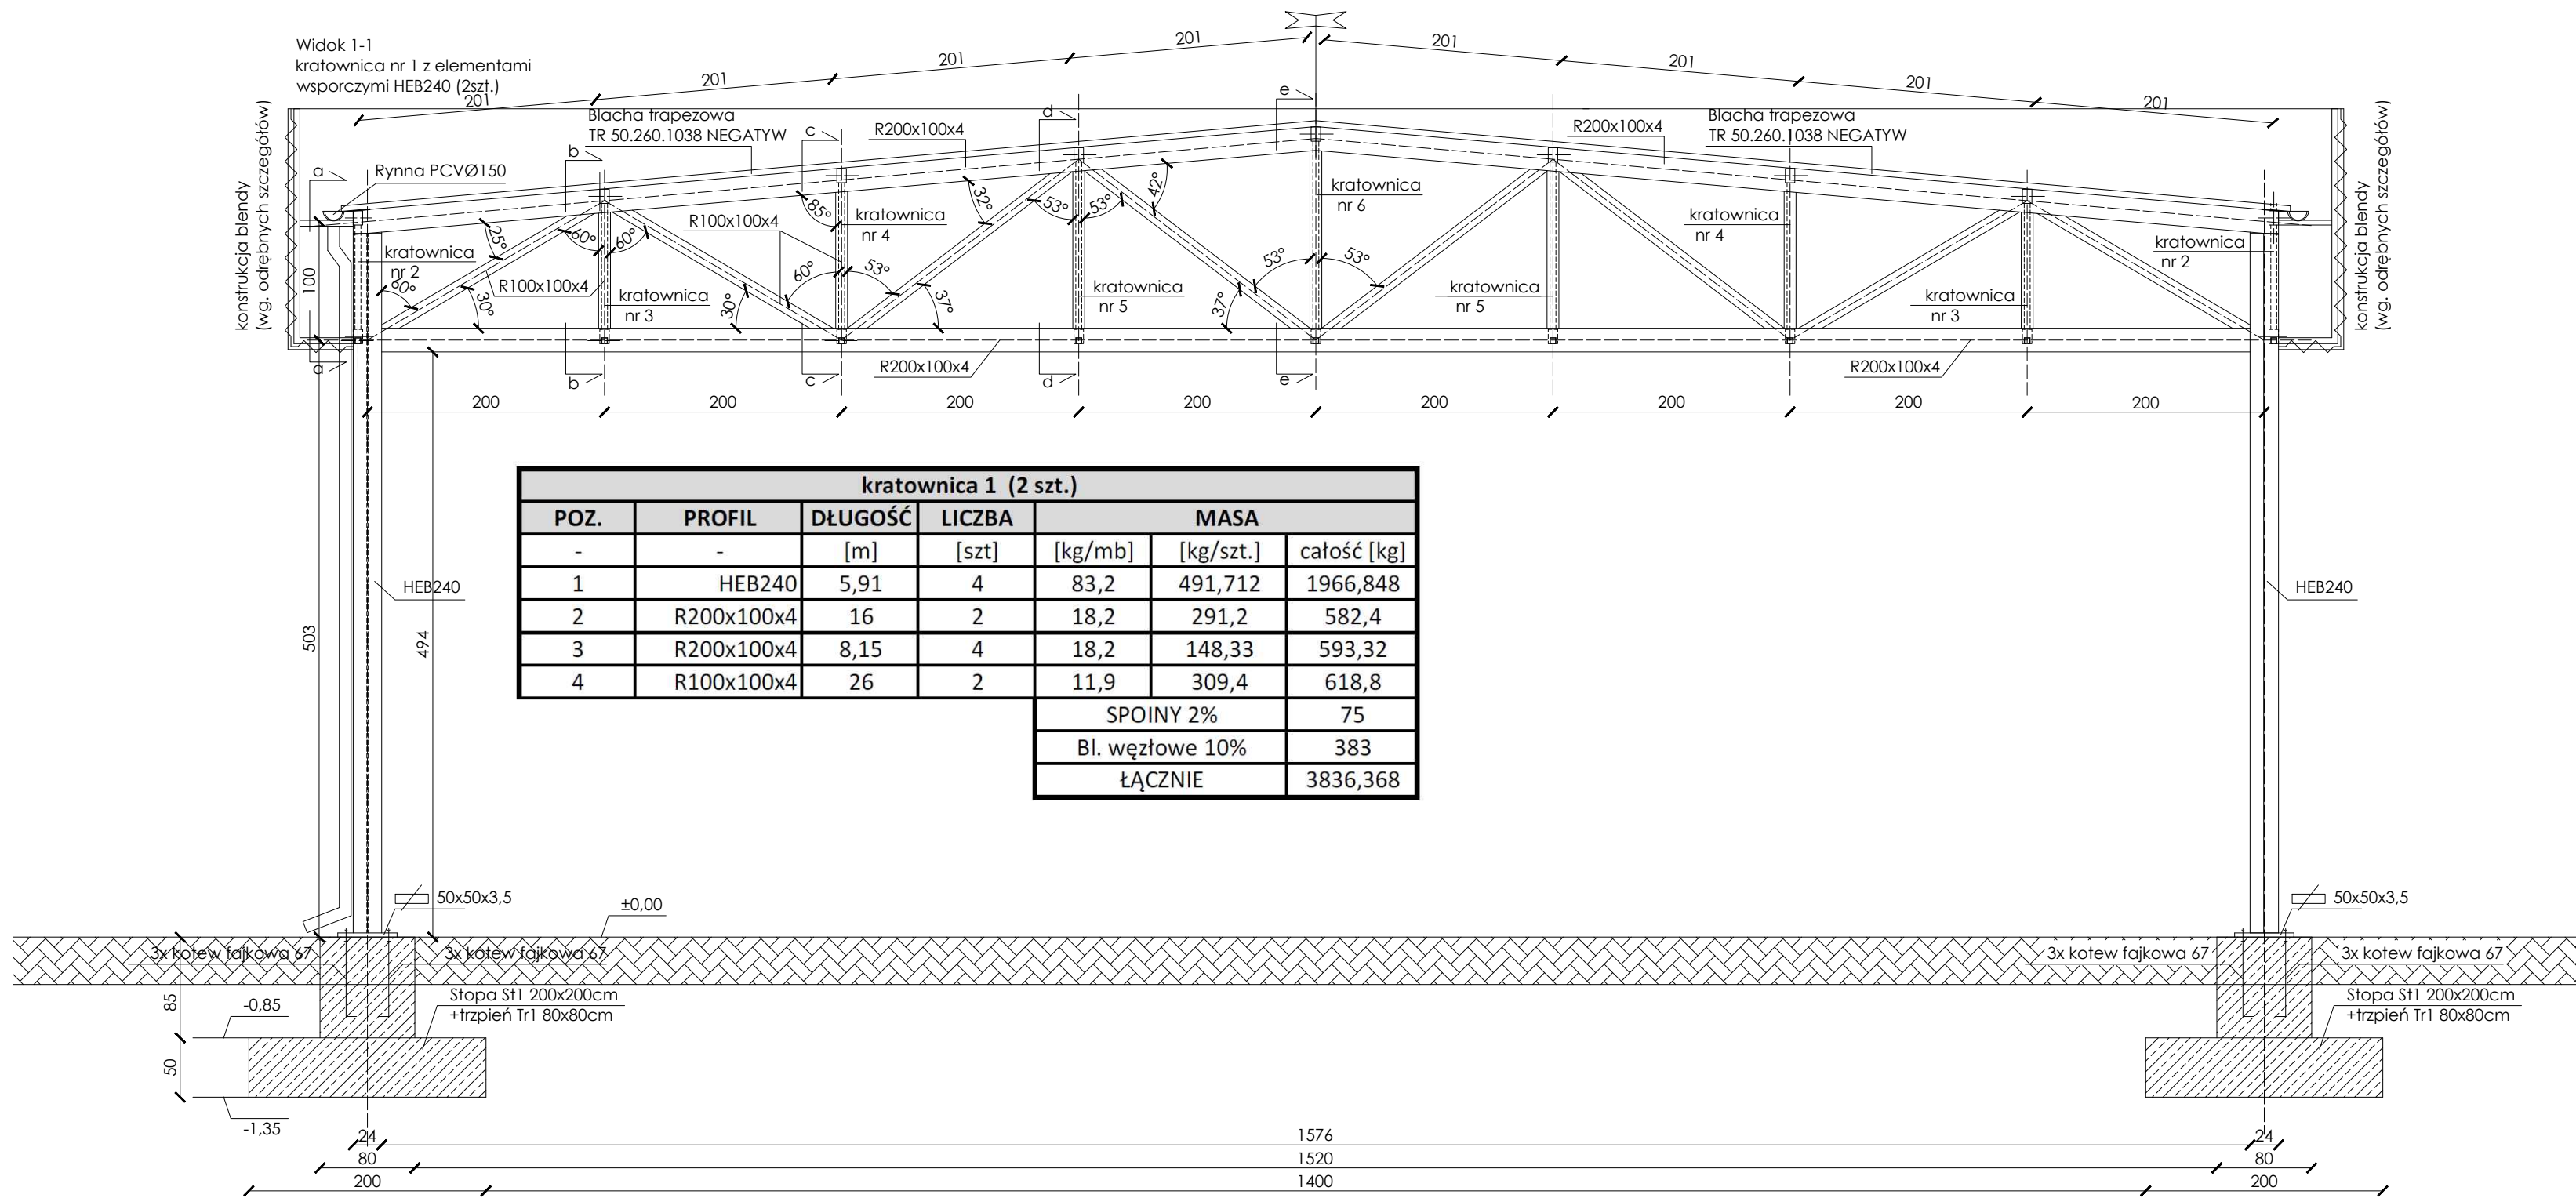 Widok 1-1
kratownica nr 1 z elementami
wsporczymi HEB240 (2szt.)
201
201
201
201
201
201
201
201
konstrukcja blendy
(wg. odrębnych szczegółów)
Blacha trapezowa
TR 50.260.1038 NEGATYW
R200x100x4
R200x100x4
Blacha trapezowa
TR 50.260.1038 NEGATYW
konstrukcja blendy
(wg. odrębnych szczegółów)
a
b
c
d
e
Rynna PCVØ150
kratownica
nr 2
R100x100x4
kratownica
nr 3
R100x100x4
kratownica
nr 4
kratownica
nr 5
kratownica
nr 6
kratownica
nr 5
kratownica
nr 4
kratownica
nr 3
kratownica
nr 2
100
60°
30°
25°
60°
60°
30°
60°
85°
53°
37°
32°
53°
53°
42°
37°
53°
53°
a
b
c
d
e
R200x100x4
R200x100x4
200
200
200
200
200
200
200
200
kratownica 1 (2 szt.)
POZ. PROFIL DŁUGOŚĆ LICZBA MASA
- - [m] [szt] [kg/mb] [kg/szt.] całość [kg]
1 HEB240 5,91 4 83,2 491,712 1966,848
2 R200x100x4 16 2 18,2 291,2 582,4
3 R200x100x4 8,15 4 18,2 148,33 593,32
4 R100x100x4 26 2 11,9 309,4 618,8
SPOINY 2% 75
Bl. węzłowe 10% 383
ŁĄCZNIE 3836,368
HEB240
HEB240
503
494
50x50x3,5
±0,00
50x50x3,5
3x kotew fajkowa 67
3x kotew fajkowa 67
3x kotew fajkowa 67
3x kotew fajkowa 67
85
-0,85
Stopa St1 200x200cm
+trzpień Tr1 80x80cm
Stopa St1 200x200cm
+trzpień Tr1 80x80cm
50
-1,35
24
1576
24
80
1520
80
200
1400
200